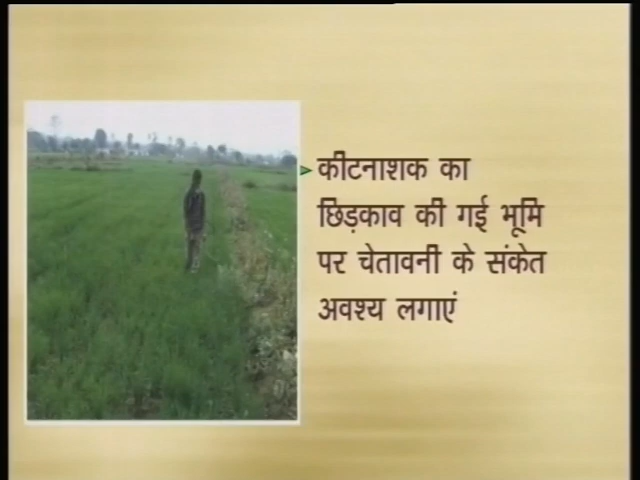 कीटनाशक का
छिड़काव की गई भूमि
पर चेतावनी के संकेत
अवश्य लगाएं